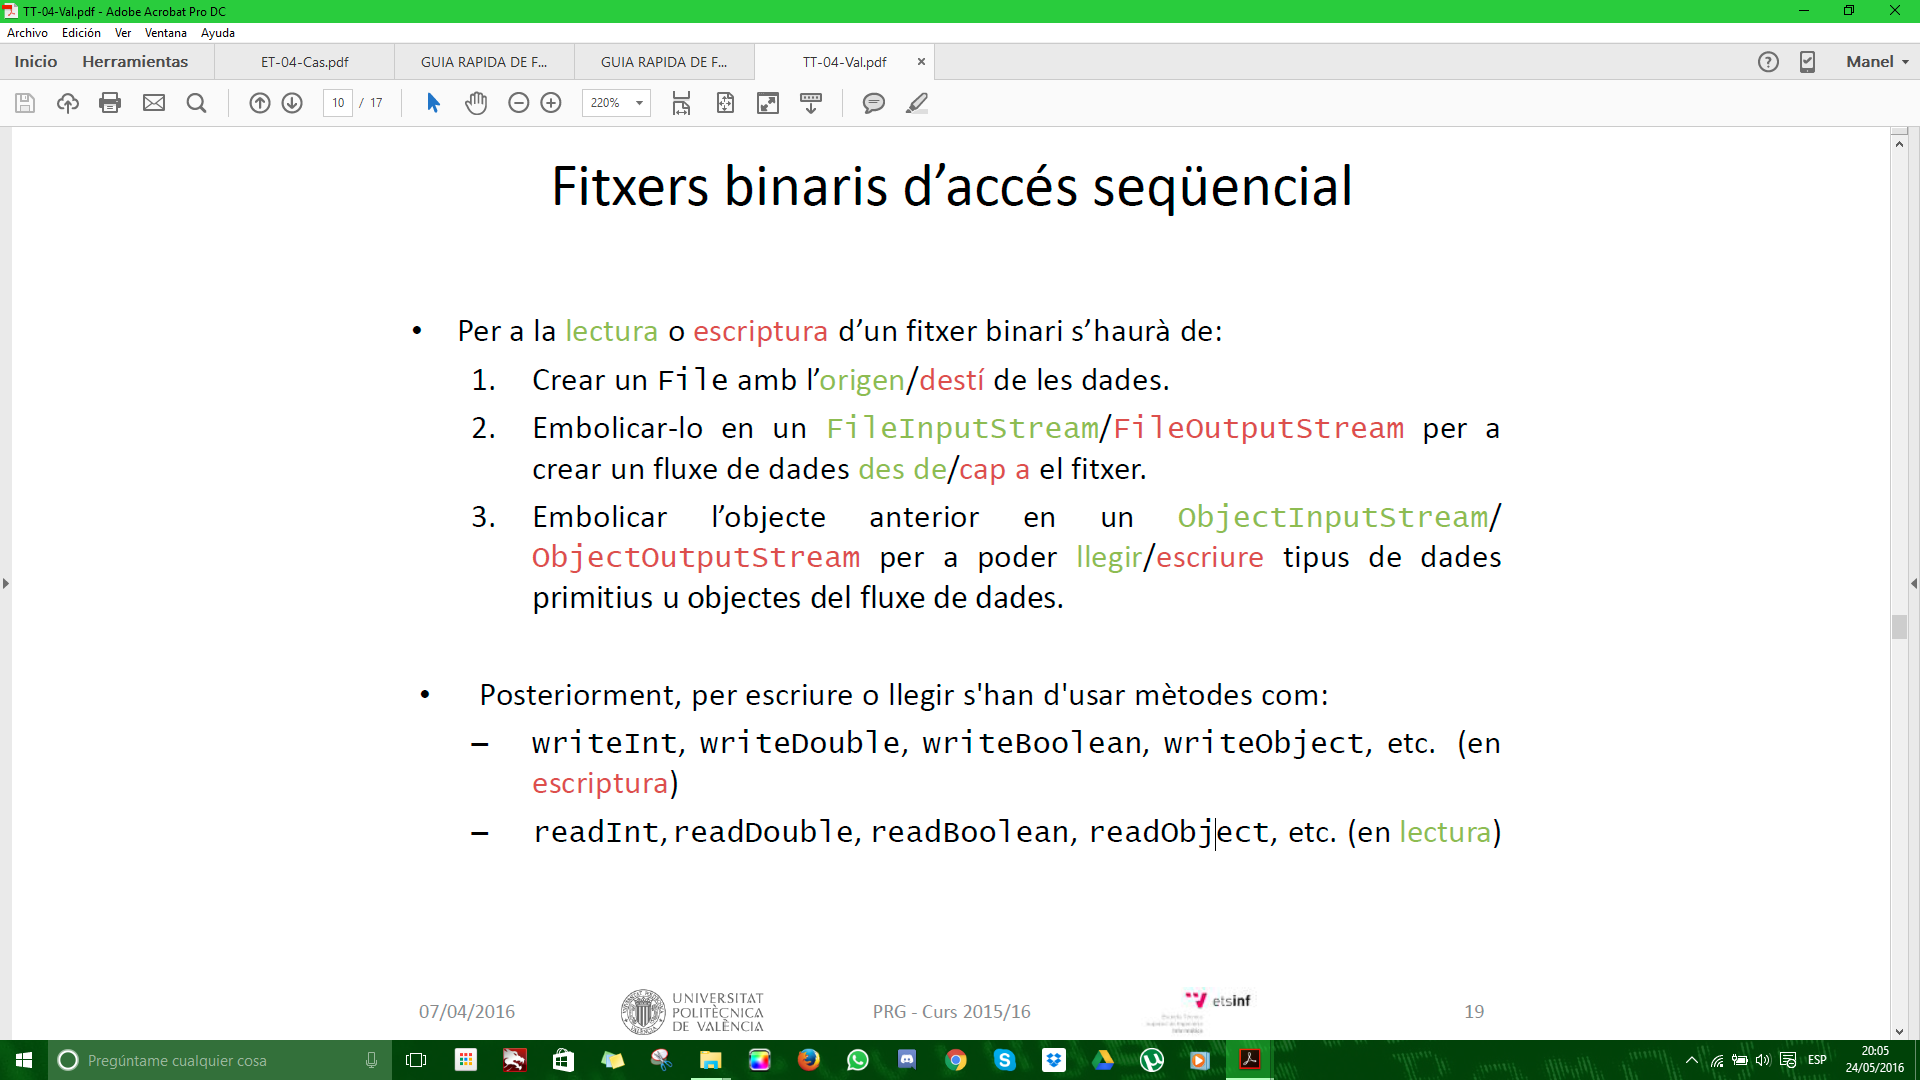 TT-04-Val.pdf - Adobe Acrobat Pro DC
Archivo Edición Ver Ventana Ayuda
Inicio Herramientas ET-04-Cas.pdf GUIA RAPIDA DE F... GUIA RAPIDA DE F... TT-04-Val.pdf × ? Manel
10 / 17 220%
Fitxers binaris d’accés seqüencial
• Per a la lectura o escriptura d’un fitxer binari s’haurà de:
1. Crear un File amb l’origen/destí de les dades.
2. Embolicar-lo en un FileInputStream/FileOutputStream per a
crear un fluxe de dades des de/cap a el fitxer.
3. Embolicar l’objecte anterior en un ObjectInputStream/
ObjectOutputStream per a poder llegir/escriure tipus de dades
primitius u objectes del fluxe de dades.
• Posteriorment, per escriure o llegir s'han d'usar mètodes com:
– writeInt, writeDouble, writeBoolean, writeObject, etc. (en
escriptura)
– readInt, readDouble, readBoolean, readObject, etc. (en lectura)
07/04/2016 UNIVERSITAT
POLITÈCNICA
DE VALÈNCIA
PRG - Curs 2015/16
etsinf
19
Pregúntame cualquier cosa
ESP
20:05
24/05/2016